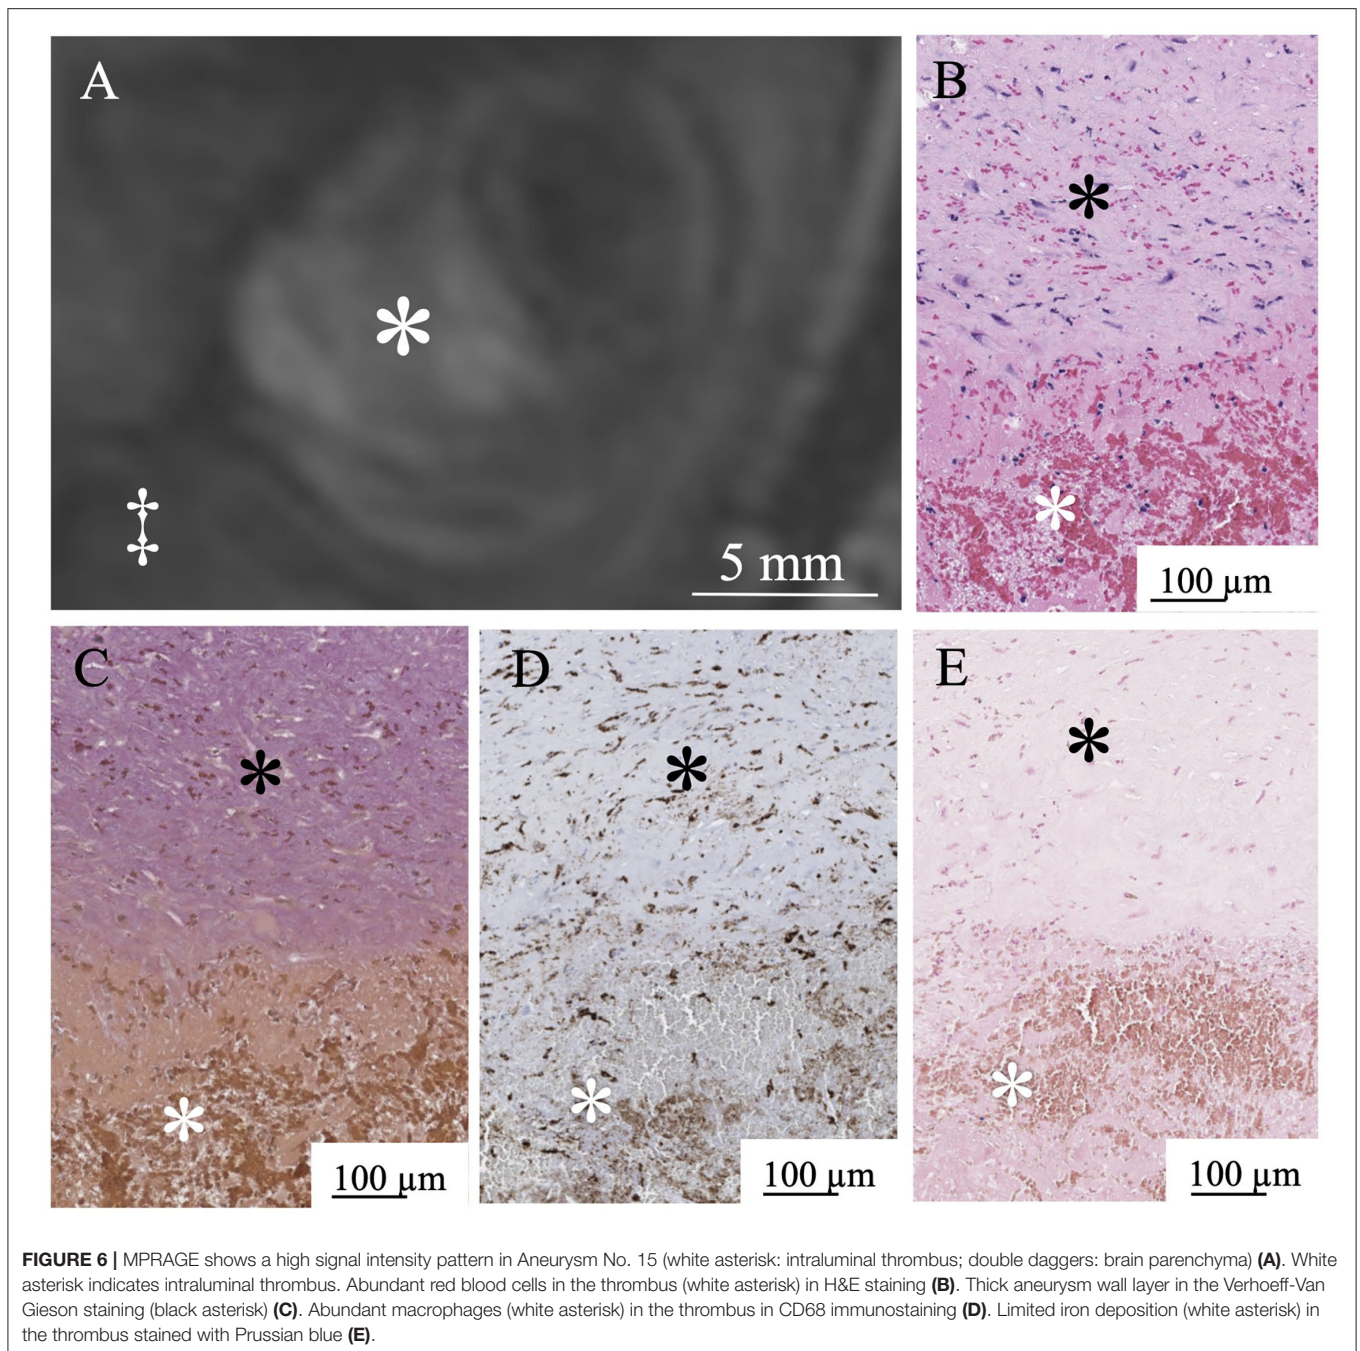 A
B
‡
5 mm
100 µm
C
D
E
100 µm
100 µm
100 µm
FIGURE 6 | MPRAGE shows a high signal intensity pattern in Aneurysm No. 15 (white asterisk: intraluminal thrombus; double daggers: brain parenchyma) (A). White
asterisk indicates intraluminal thrombus. Abundant red blood cells in the thrombus (white asterisk) in H&E staining (B). Thick aneurysm wall layer in the Verhoeff-Van
Gieson staining (black asterisk) (C). Abundant macrophages (white asterisk) in the thrombus in CD68 immunostaining (D). Limited iron deposition (white asterisk) in
the thrombus stained with Prussian blue (E).